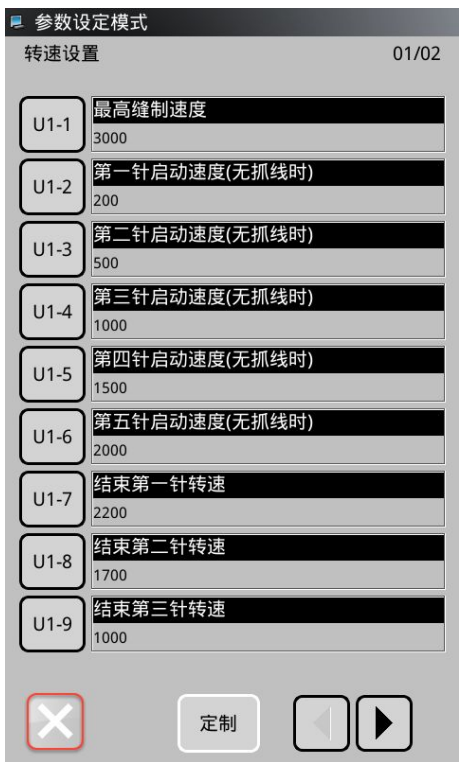 参数设定模式
转速设置 01/02
U1-1 最高缝制速度
3000
U1-2 第一针启动速度(无抓线时)
200
U1-3 第二针启动速度(无抓线时)
500
U1-4 第三针启动速度(无抓线时)
1000
U1-5 第四针启动速度(无抓线时)
1500
U1-6 第五针启动速度(无抓线时)
2000
U1-7 结束第一针转速
2200
U1-8 结束第二针转速
1700
U1-9 结束第三针转速
1000
定制